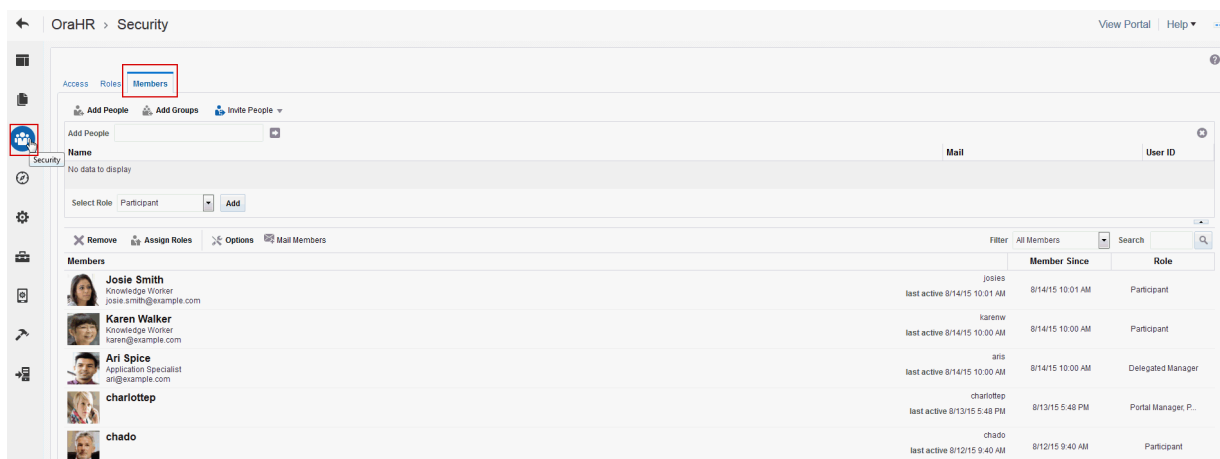 OraHR > Security
View Portal | Help
Access Roles Members
Add People Add Groups Invite People
Add People
Security
Name Mail User ID
No data to display
Select Role Participant Add
Remove Assign Roles Options Mail Members Filter All Members Search
Members Member Since Role
Josie Smith
Knowledge Worker
josie.smith@example.com
josies
last active 8/14/15 10:01 AM
8/14/15 10:01 AM
Participant
Karen Walker
Knowledge Worker
karen@example.com
karenw
last active 8/14/15 10:00 AM
8/14/15 10:00 AM
Participant
Ari Spice
Application Specialist
ari@example.com
aris
last active 8/14/15 10:00 AM
8/14/15 10:00 AM
Delegated Manager
charlottep
charlottep
last active 8/13/15 5:48 PM
8/13/15 5:48 PM
Portal Manager, P...
chado
chado
last active 8/12/15 9:40 AM
8/12/15 9:40 AM
Participant